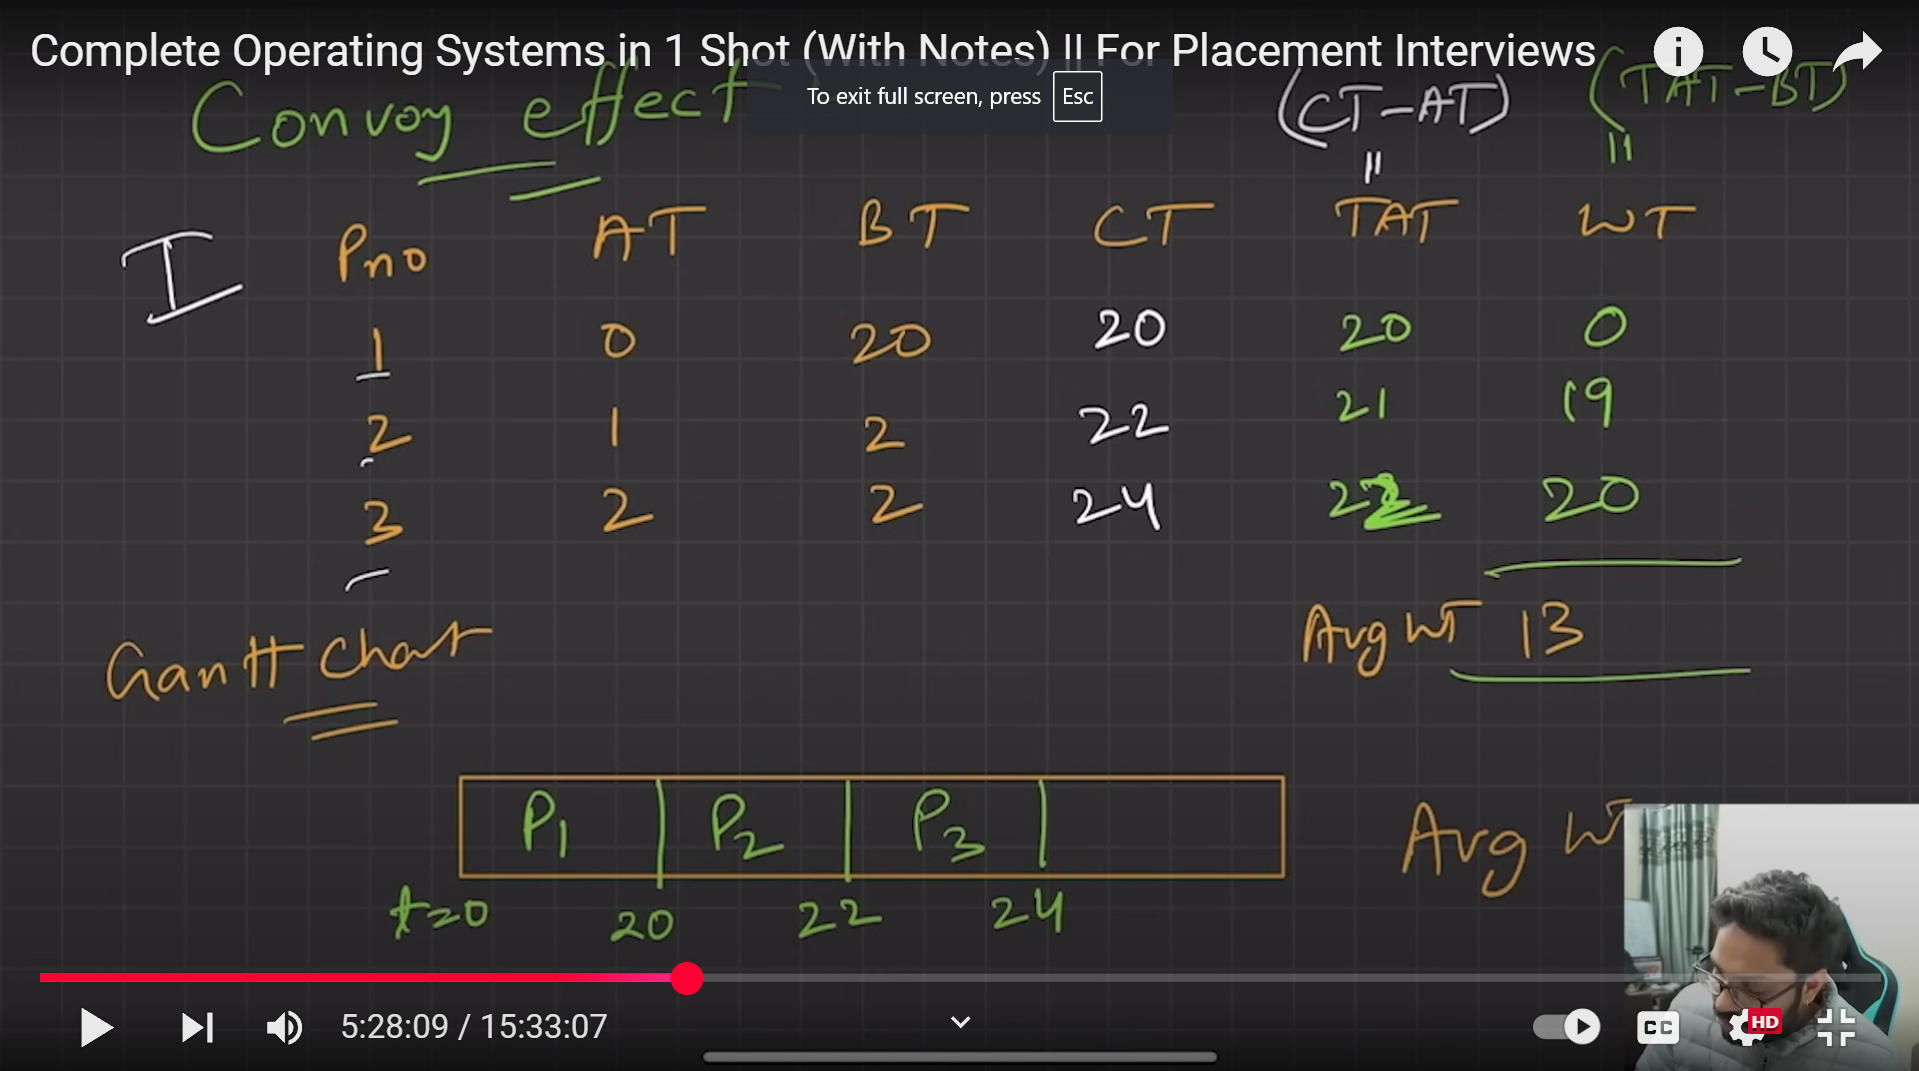 Complete Operating Systems in 1 Shot (With Notes) || For Placement Interviews
To exit full screen, press Esc
Convoy effect (CT-AT) (TAT-BT)
= =
I Pno AT BT CT TAT WT
1 0 20 20 20 0
2 1 2 22 21 19
3 2 2 24 22 20
Avg WT 13
Gantt Chart
P1 P2 P3
Avg WT
t=0 20 22 24
5:28:09 / 15:33:07
CC HD